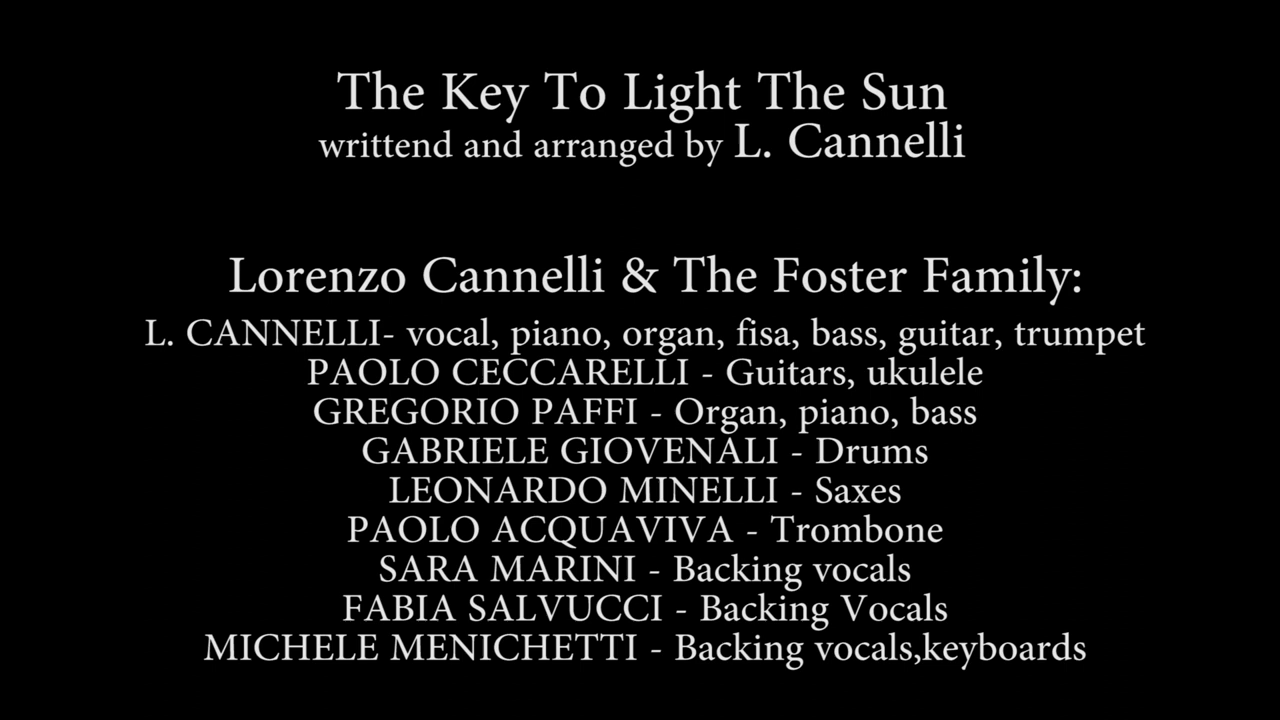 The Key To Light The Sun
writtend and arranged by L. Cannelli
Lorenzo Cannelli & The Foster Family:
L. CANNELLI- vocal, piano, organ, fisa, bass, guitar, trumpet
PAOLO CECCARELLI - Guitars, ukulele
GREGORIO PAFFI - Organ, piano, bass
GABRIELE GIOVENALI - Drums
LEONARDO MINELLI - Saxes
PAOLO ACQUAVIVA - Trombone
SARA MARINI - Backing vocals
FABIA SALVUCCI - Backing Vocals
MICHELE MENICHETTI - Backing vocals,keyboards